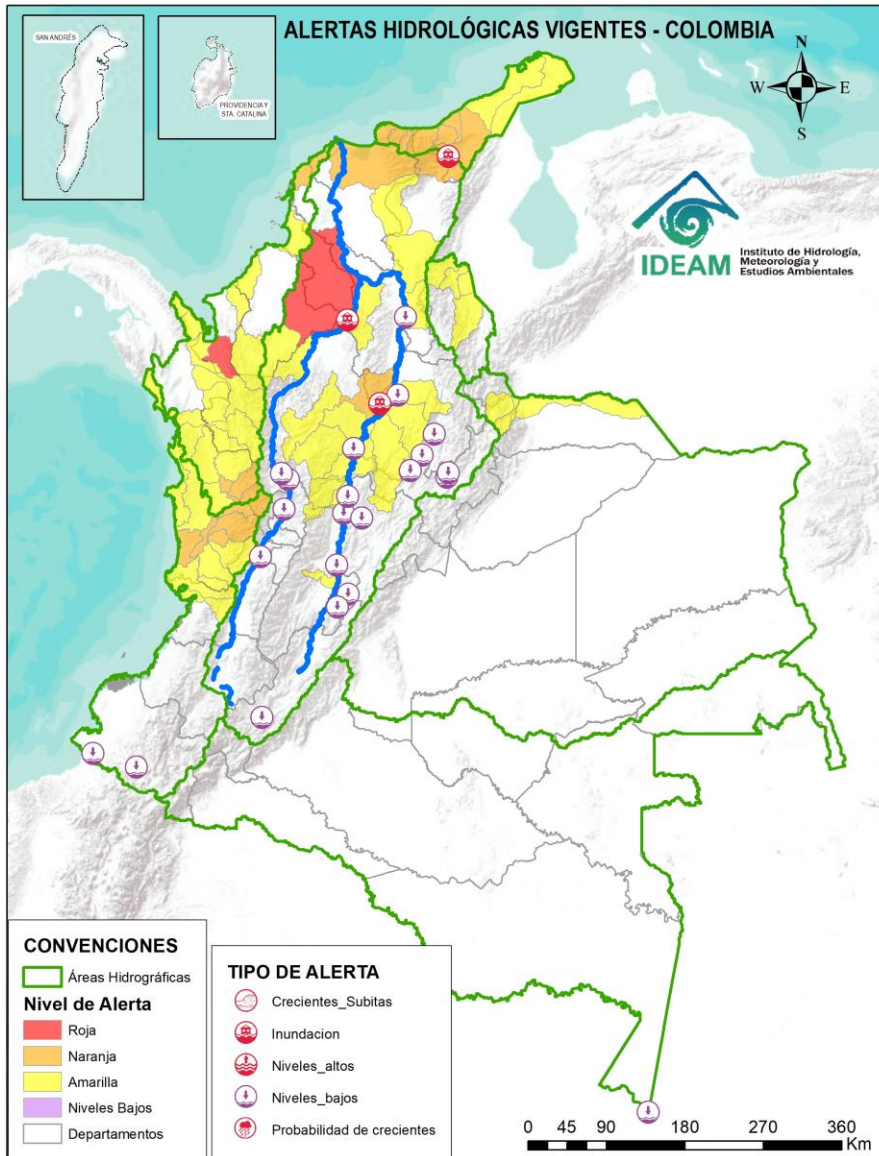 ALERTAS HIDROLÓGICAS VIGENTES - COLOMBIA
SAN ANDRÉS
PROVIDENCIA Y
STA. CATALINA
N
W
E
S
IDEAM
Instituto de Hidrología,
Meteorología y
Estudios Ambientales
CONVENCIONES
Áreas Hidrográficas
Nivel de Alerta
Roja
Naranja
Amarilla
Niveles Bajos
Departamentos
TIPO DE ALERTA
Crecientes_Subitas
Inundacion
Niveles_altos
Niveles_bajos
Probabilidad de crecientes
0 45 90 180 270 360
Km